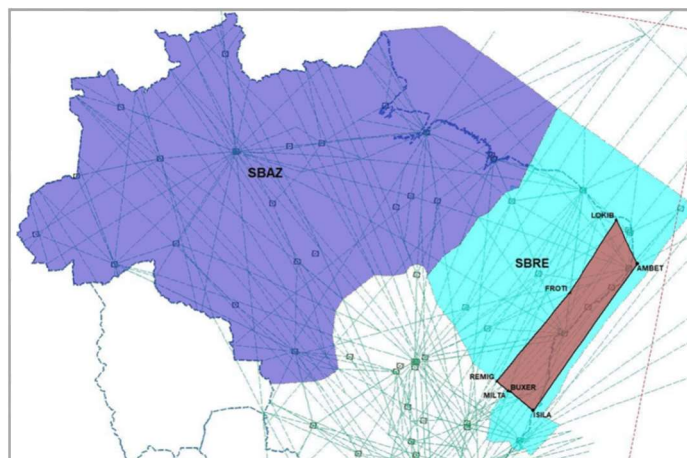 SBAZ
LOKIB
SBRE
AMBET
FROTI
REMIG
BUXER
MILTA
ISILA